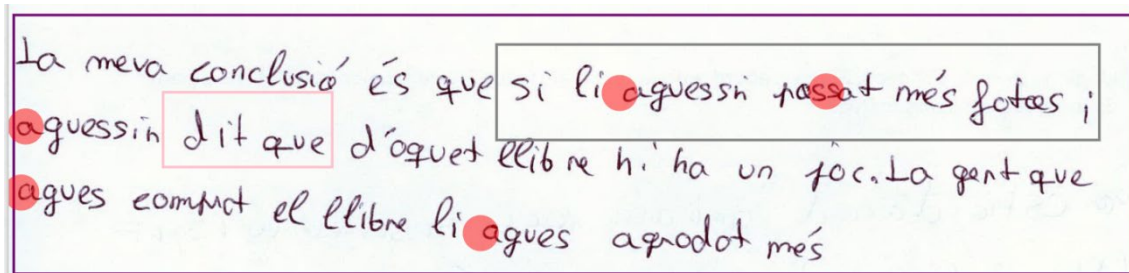 La meva conclusió és que si li aguessin passat més fotos i
aguessin dit que d'aquet llibre hi ha un joc. La gent que
agues comprat el llibre li agues agradat més